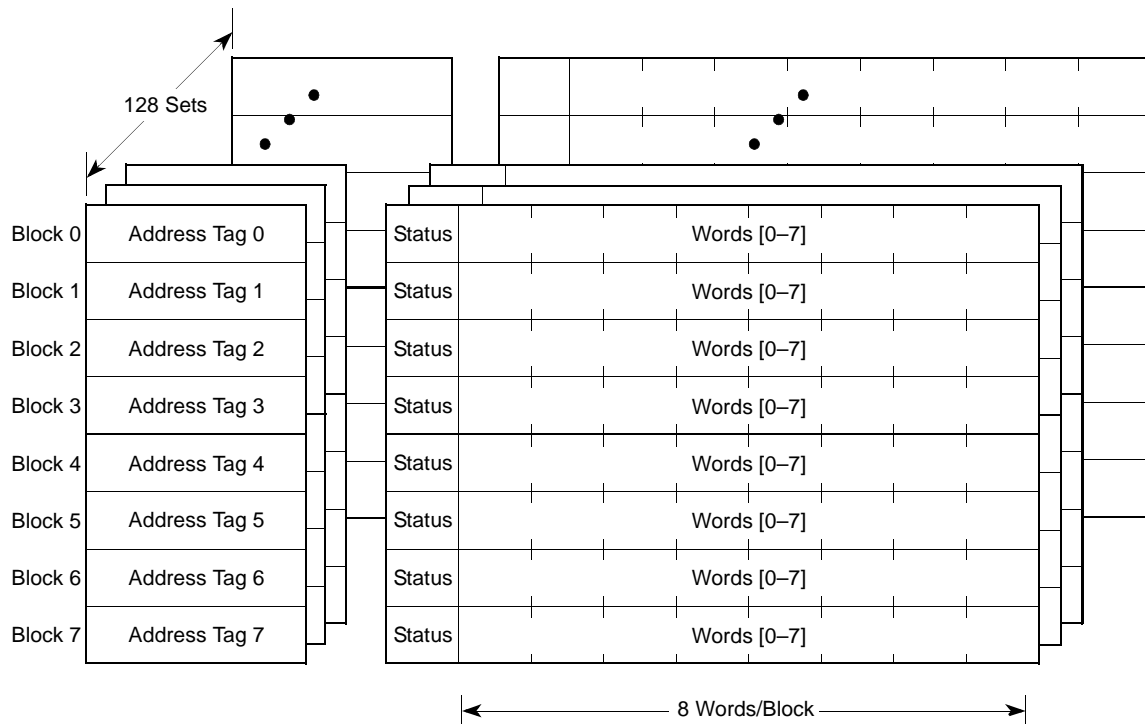 128 Sets
Block 0 Address Tag 0 Status Words [0–7]
Block 1 Address Tag 1 Status Words [0–7]
Block 2 Address Tag 2 Status Words [0–7]
Block 3 Address Tag 3 Status Words [0–7]
Block 4 Address Tag 4 Status Words [0–7]
Block 5 Address Tag 5 Status Words [0–7]
Block 6 Address Tag 6 Status Words [0–7]
Block 7 Address Tag 7 Status Words [0–7]
8 Words/Block